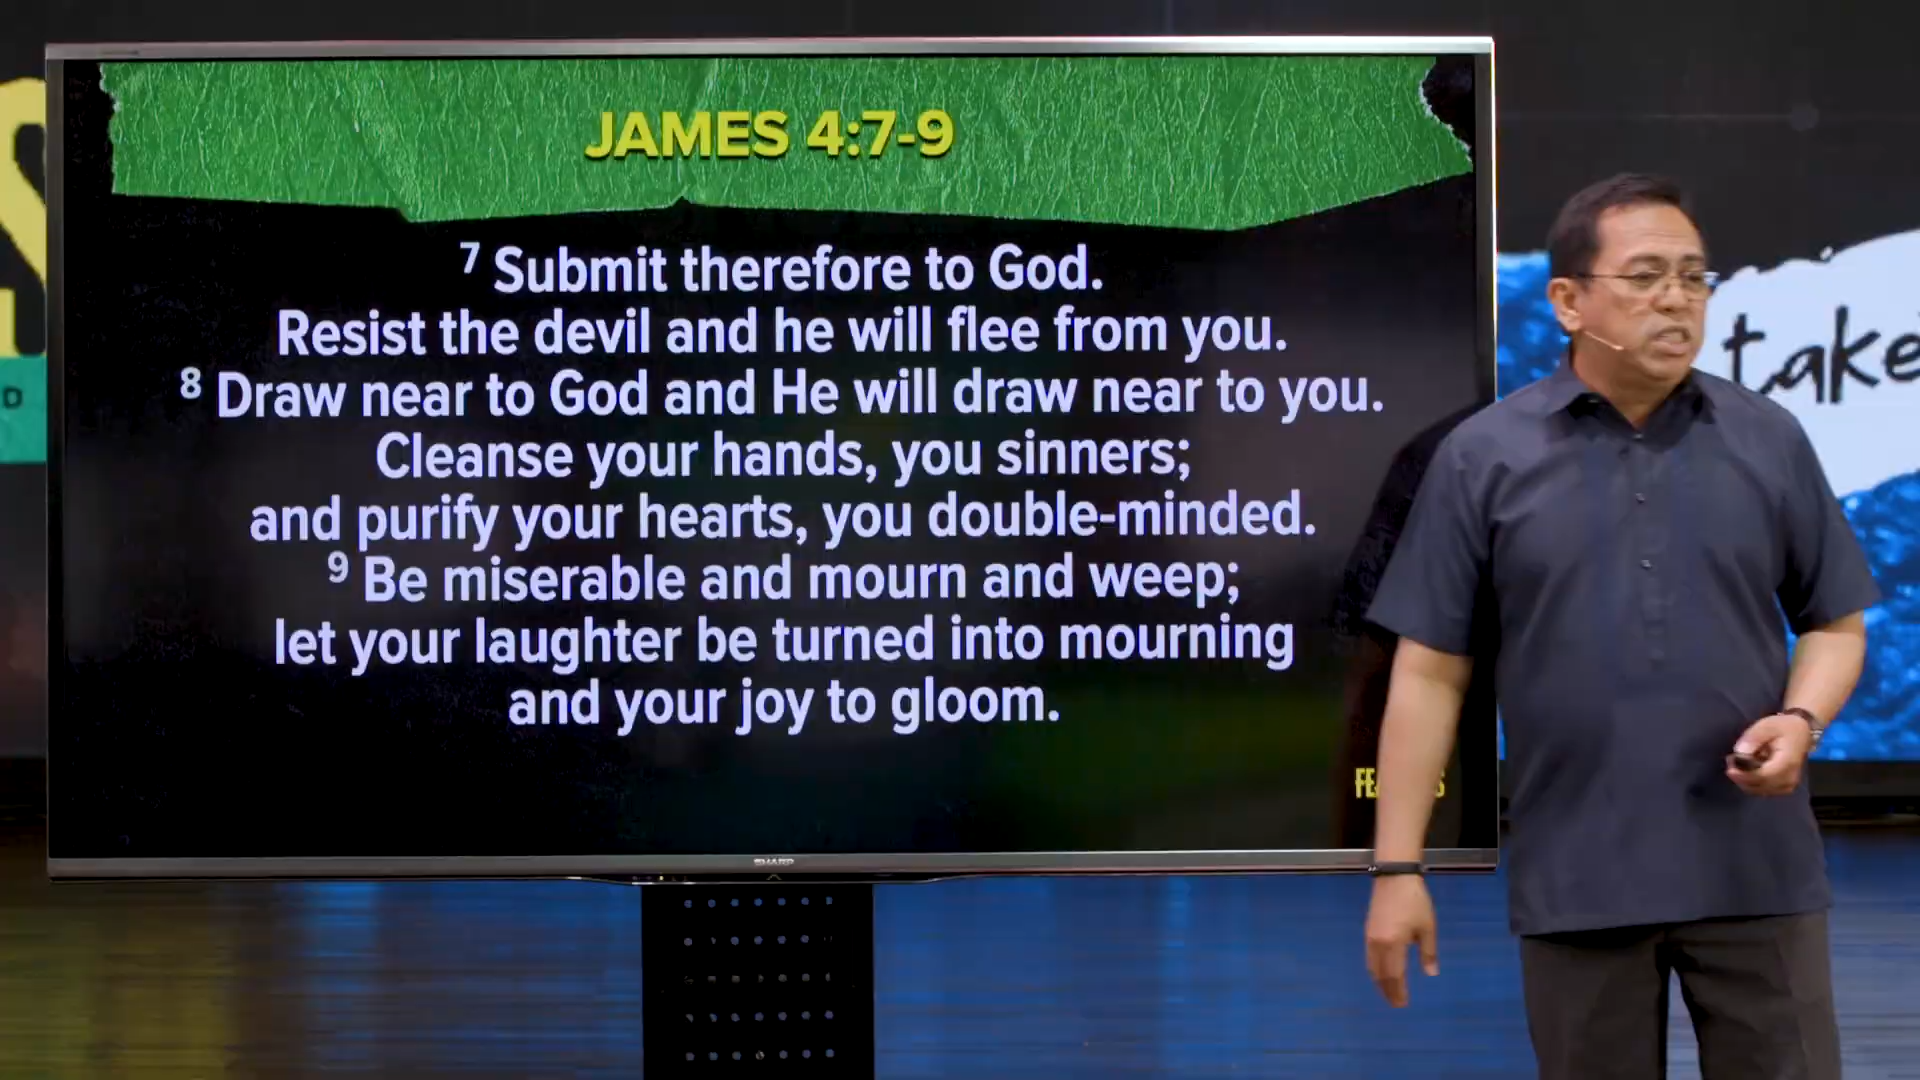 JAMES 4:7-9
7 Submit therefore to God.
Resist the devil and he will flee from you.
8 Draw near to God and He will draw near to you.
Cleanse your hands, you sinners;
and purify your hearts, you double-minded.
9 Be miserable and mourn and weep;
let your laughter be turned into mourning
and your joy to gloom.
SHARP
take
S
D